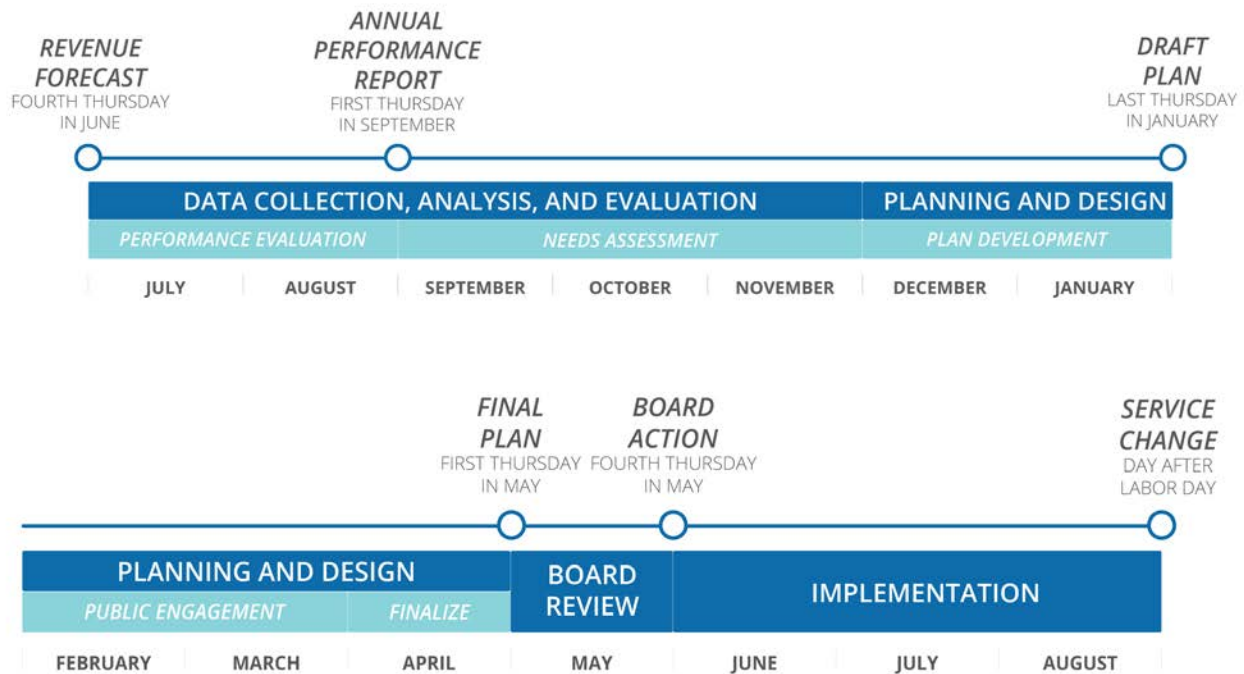 REVENUE
FORECAST
FOURTH THURSDAY
IN JUNE
ANNUAL
PERFORMANCE
REPORT
FIRST THURSDAY
IN SEPTEMBER
DRAFT
PLAN
LAST THURSDAY
IN JANUARY
DATA COLLECTION, ANALYSIS, AND EVALUATION
PLANNING AND DESIGN
PERFORMANCE EVALUATION
NEEDS ASSESSMENT
PLAN DEVELOPMENT
JULY
AUGUST
SEPTEMBER
OCTOBER
NOVEMBER
DECEMBER
JANUARY
FINAL
PLAN
FIRST THURSDAY
IN MAY
BOARD
ACTION
FOURTH THURSDAY
IN MAY
SERVICE
CHANGE
DAY AFTER
LABOR DAY
PLANNING AND DESIGN
PUBLIC ENGAGEMENT
FINALIZE
BOARD
REVIEW
IMPLEMENTATION
FEBRUARY
MARCH
APRIL
MAY
JUNE
JULY
AUGUST